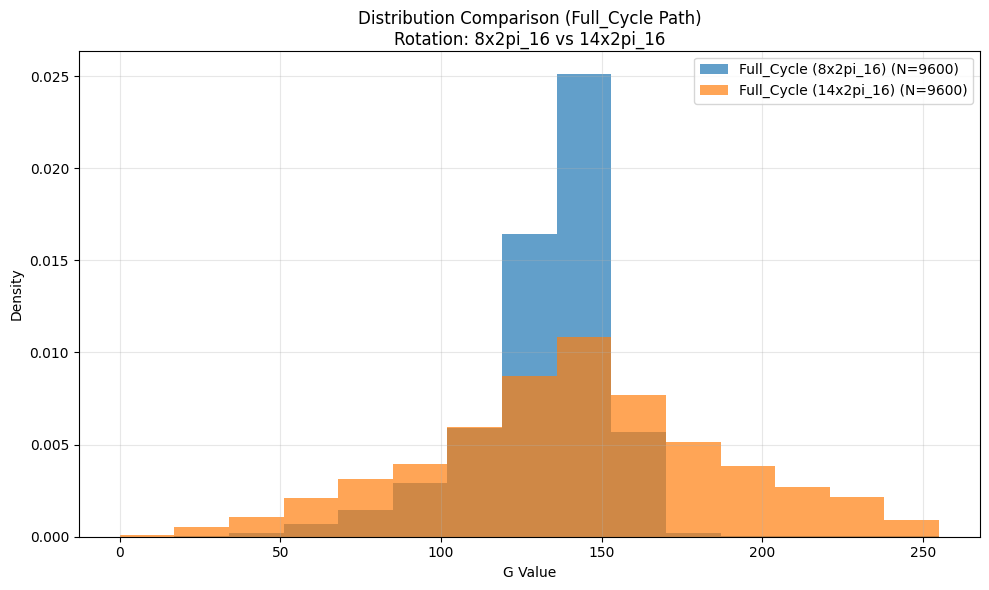 Distribution Comparison (Full_Cycle Path)
Rotation: 8x2pi_16 vs 14x2pi_16
Full_Cycle (8x2pi_16) (N=9600)
Full_Cycle (14x2pi_16) (N=9600)
Density
0.025
0.020
0.015
0.010
0.005
0.000
0 50 100 150 200 250
G Value